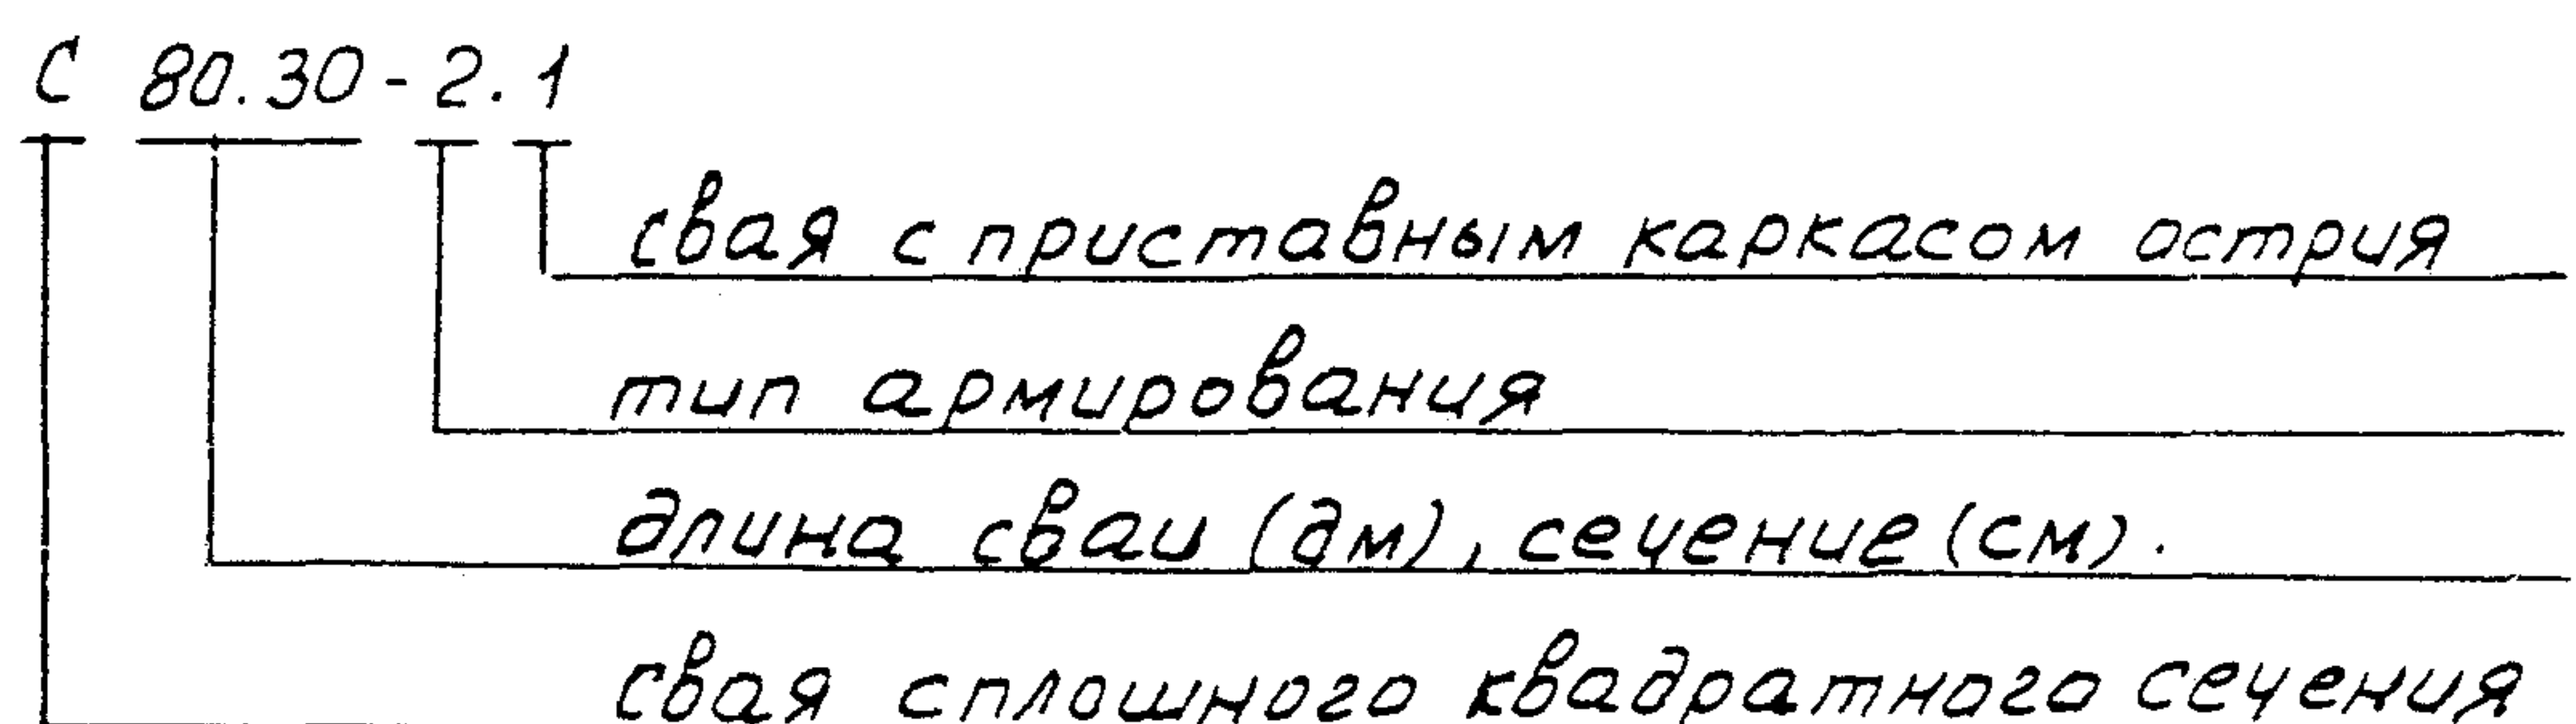 С 80.30 - 2.1
свая с приставным каркасом острия
тип армирования
длина сваи (дм), сечение (см).
свая сплошного квадратного сечения